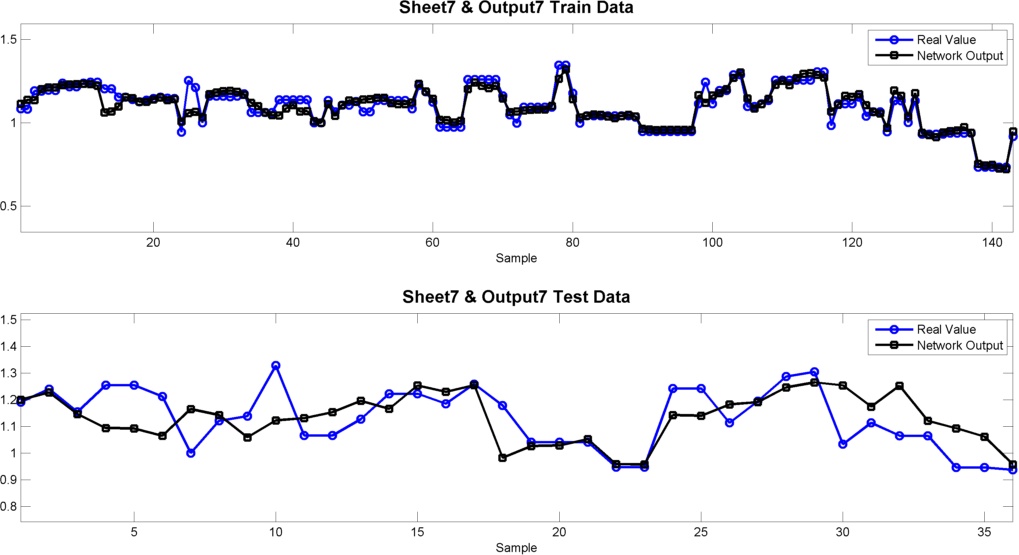 Sheet7 & Output7 Train Data
1.5
1
0.5
Real Value
Network Output
20 40 60 80 100 120 140
Sample
Sheet7 & Output7 Test Data
1.5
1.4
1.3
1.2
1.1
1
0.9
0.8
Real Value
Network Output
5 10 15 20 25 30 35
Sample